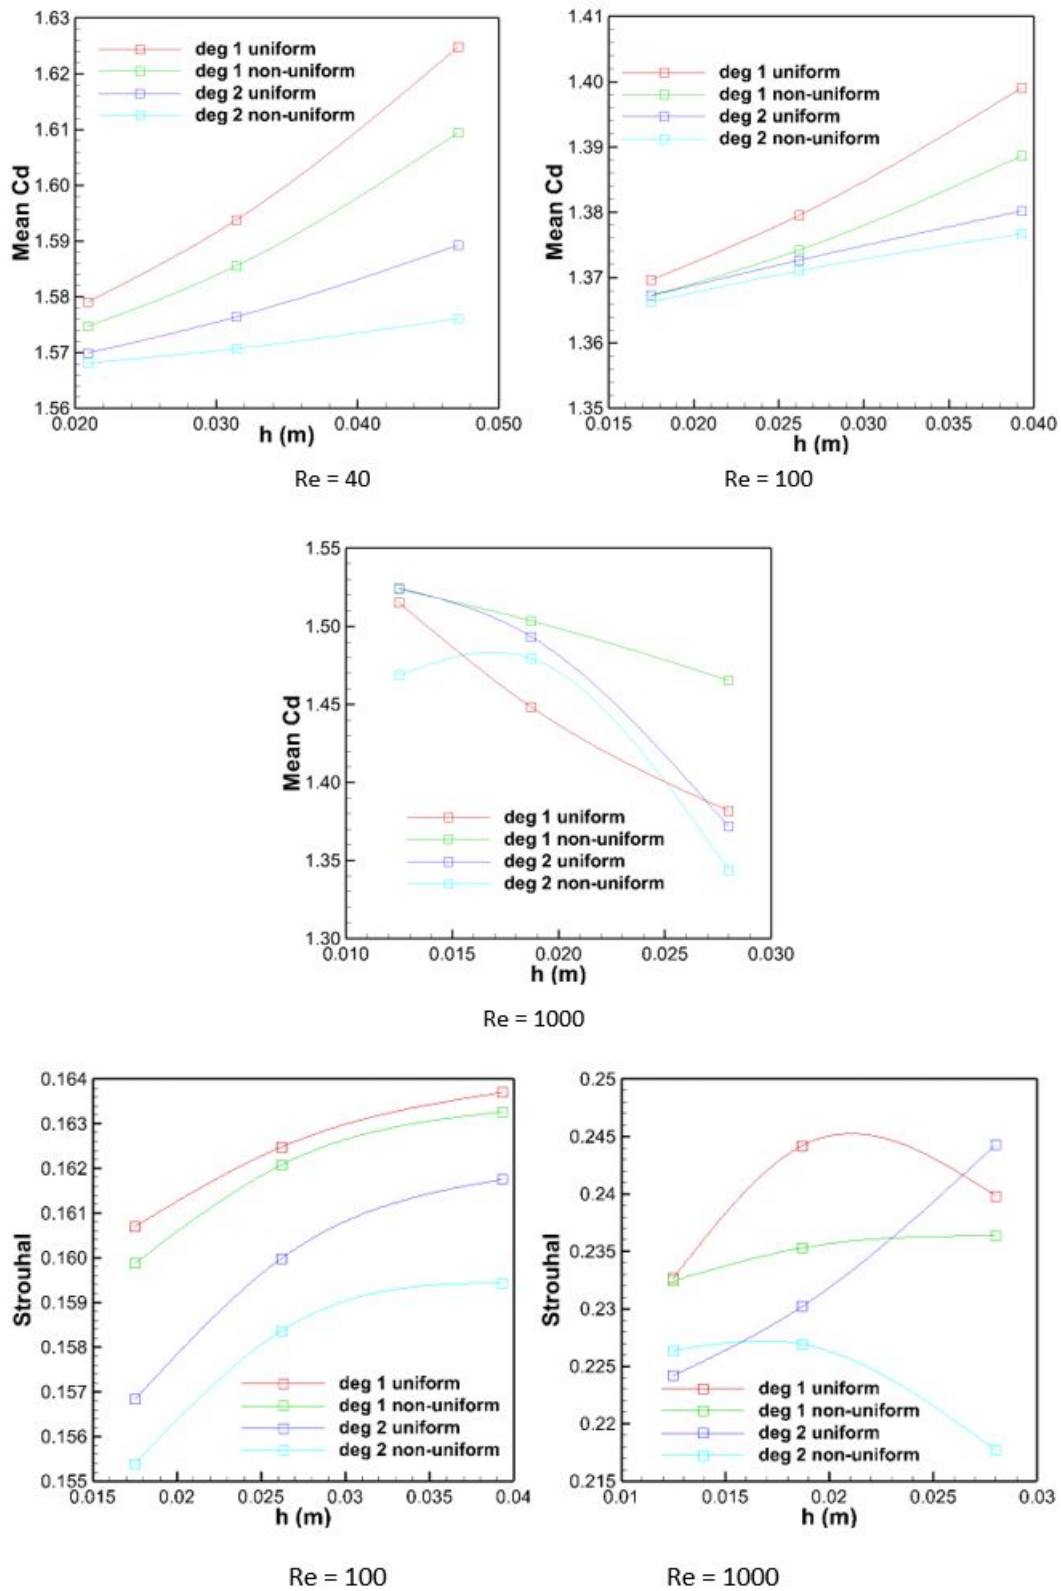 1.63
1.62
1.61
1.60
1.59
1.58
1.57
1.56
Mean Cd
deg 1 uniform
deg 1 non-uniform
deg 2 uniform
deg 2 non-uniform
0.020 0.030 0.040 0.050
h (m)
Re = 40
1.41
1.40
1.39
1.38
1.37
1.36
1.35
Mean Cd
deg 1 uniform
deg 1 non-uniform
deg 2 uniform
deg 2 non-uniform
0.015 0.020 0.025 0.030 0.035 0.040
h (m)
Re = 100
1.55
1.50
1.45
1.40
1.35
1.30
Mean Cd
deg 1 uniform
deg 1 non-uniform
deg 2 uniform
deg 2 non-uniform
0.010 0.015 0.020 0.025 0.030
h (m)
Re = 1000
0.164
0.163
0.162
0.161
0.160
0.159
0.158
0.157
0.156
0.155
Strouhal
deg 1 uniform
deg 1 non-uniform
deg 2 uniform
deg 2 non-uniform
0.015 0.02 0.025 0.03 0.035 0.04
h (m)
Re = 100
0.25
0.245
0.24
0.235
0.23
0.225
0.22
0.215
Strouhal
deg 1 uniform
deg 1 non-uniform
deg 2 uniform
deg 2 non-uniform
0.01 0.015 0.02 0.025 0.03
h (m)
Re = 1000